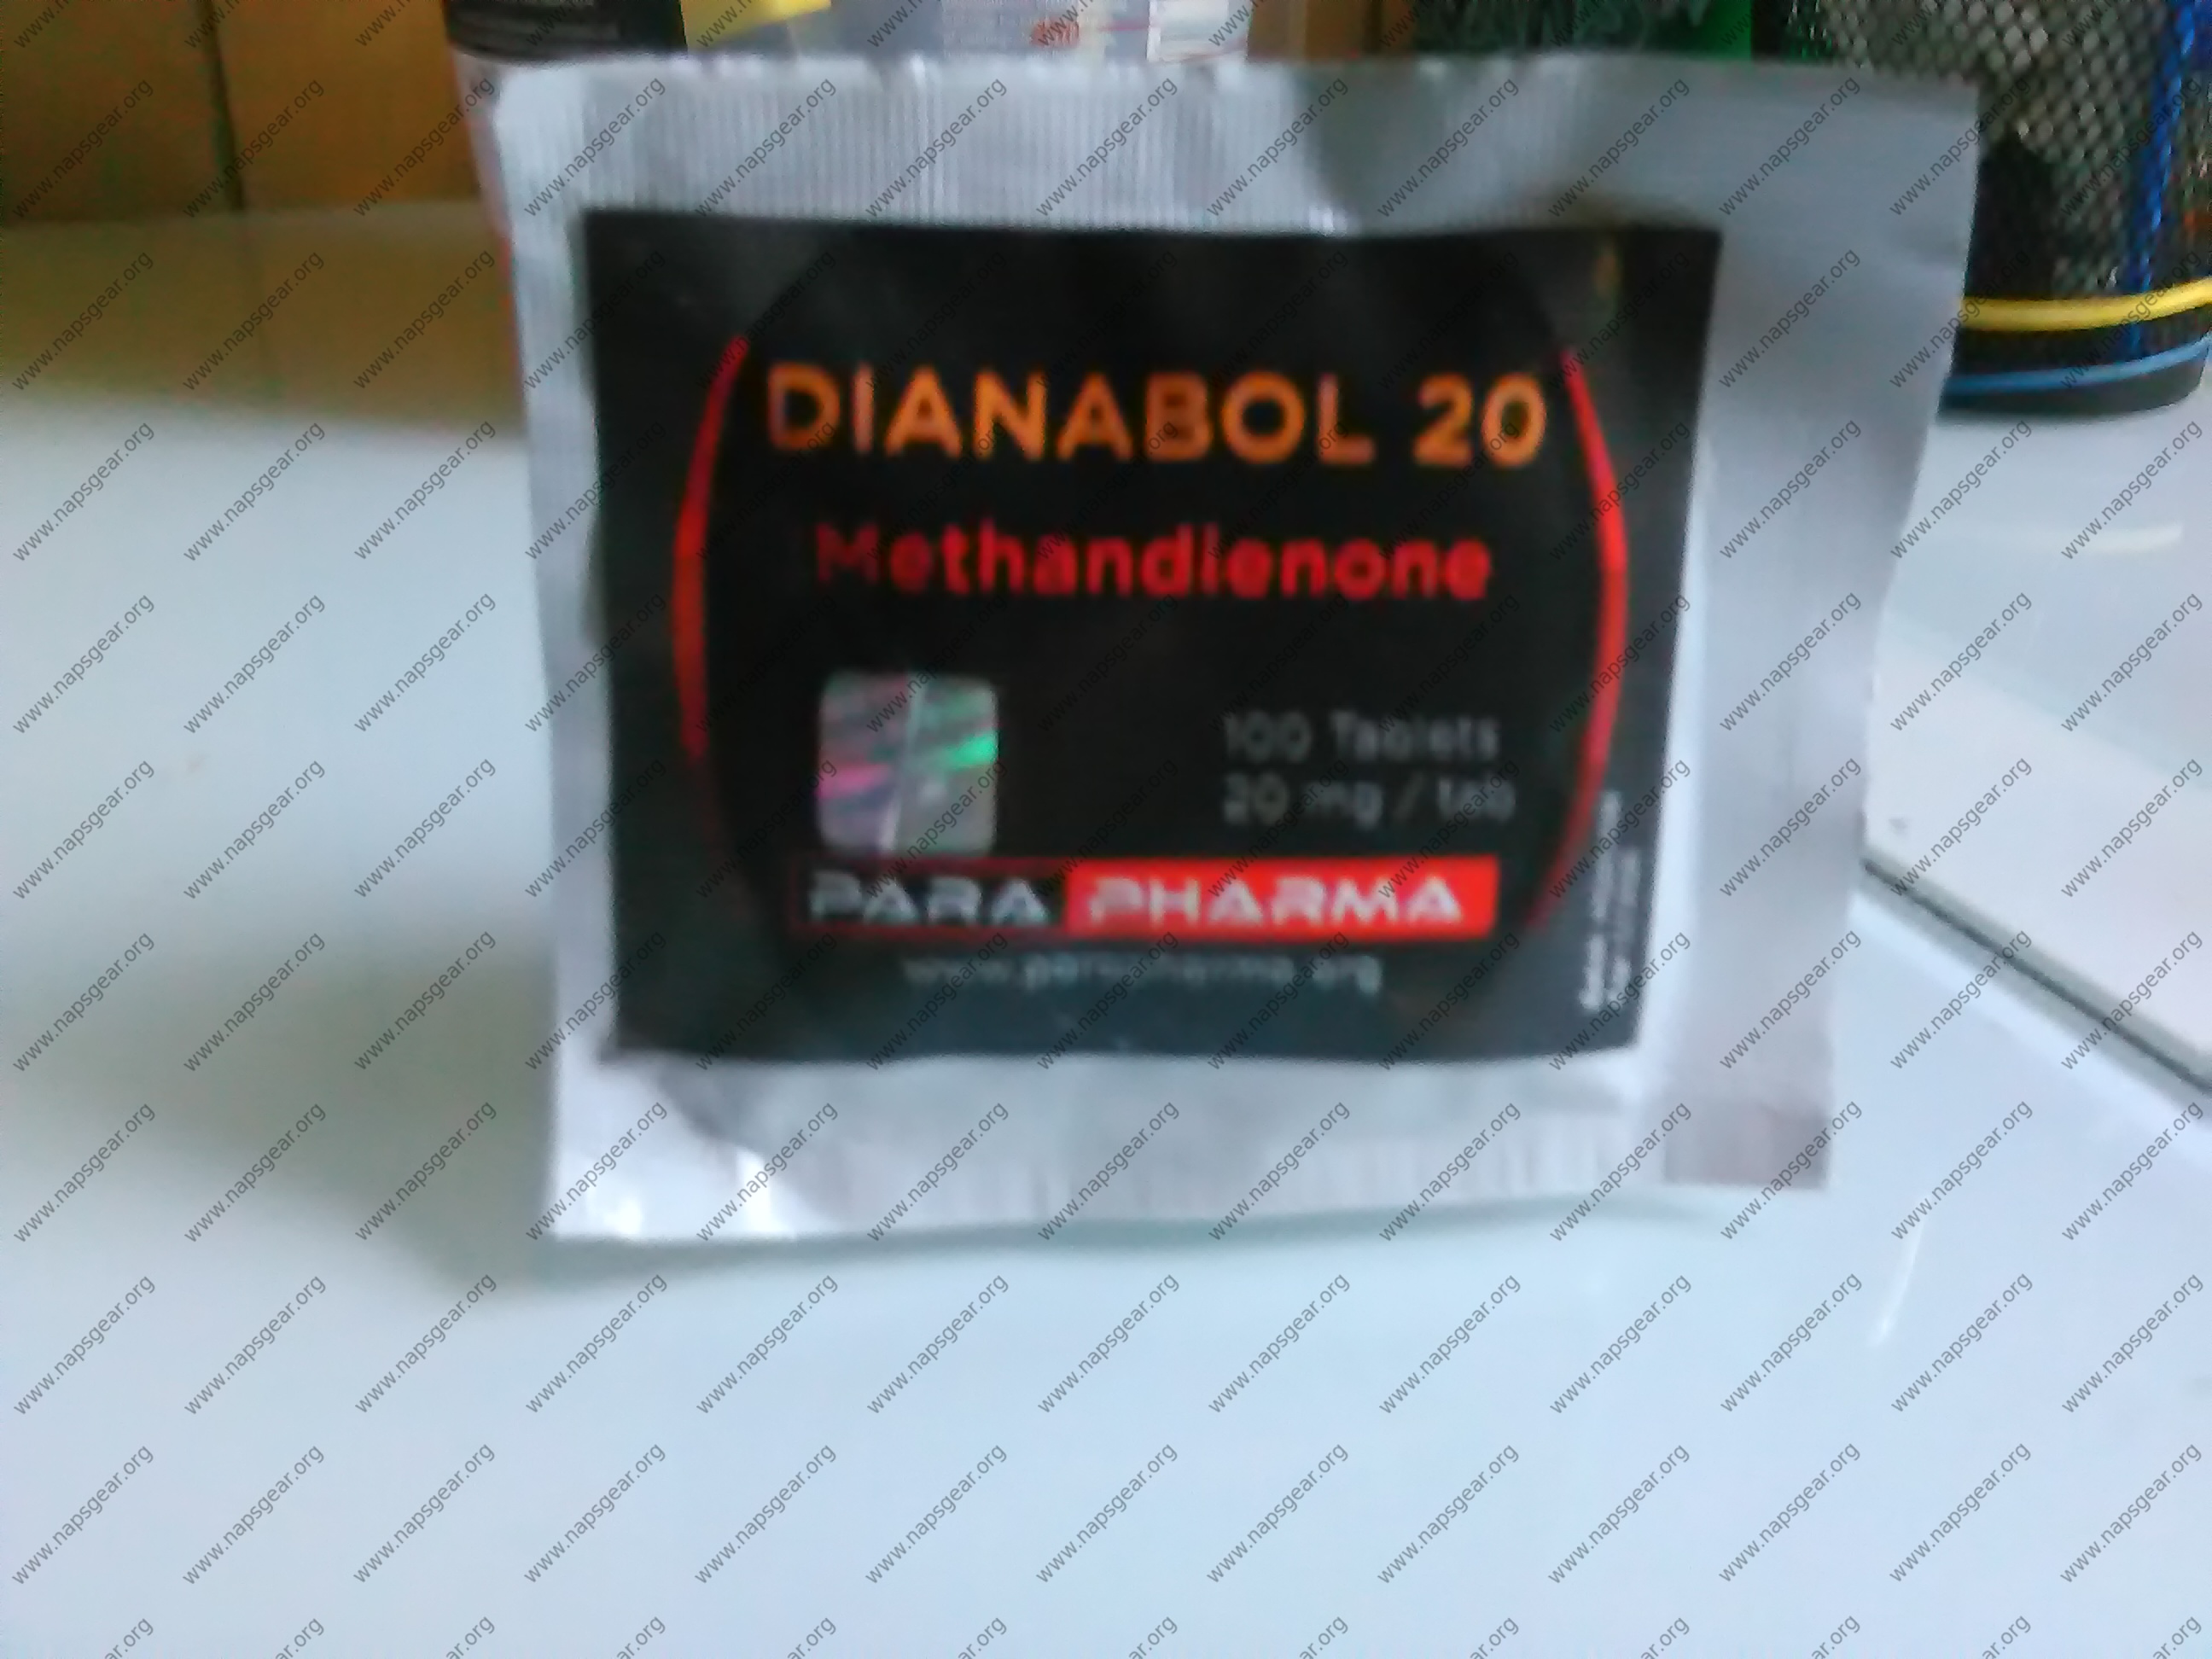 DIANABOL 20
Methandienone
100 Tablets
20 mg / tab
PARA PHARMA
www.parapharma.org
www.napsgear.org